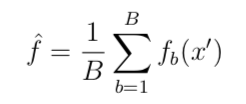 f̂ = 1/B ∑_{b=1}^{B} f_b(x′)